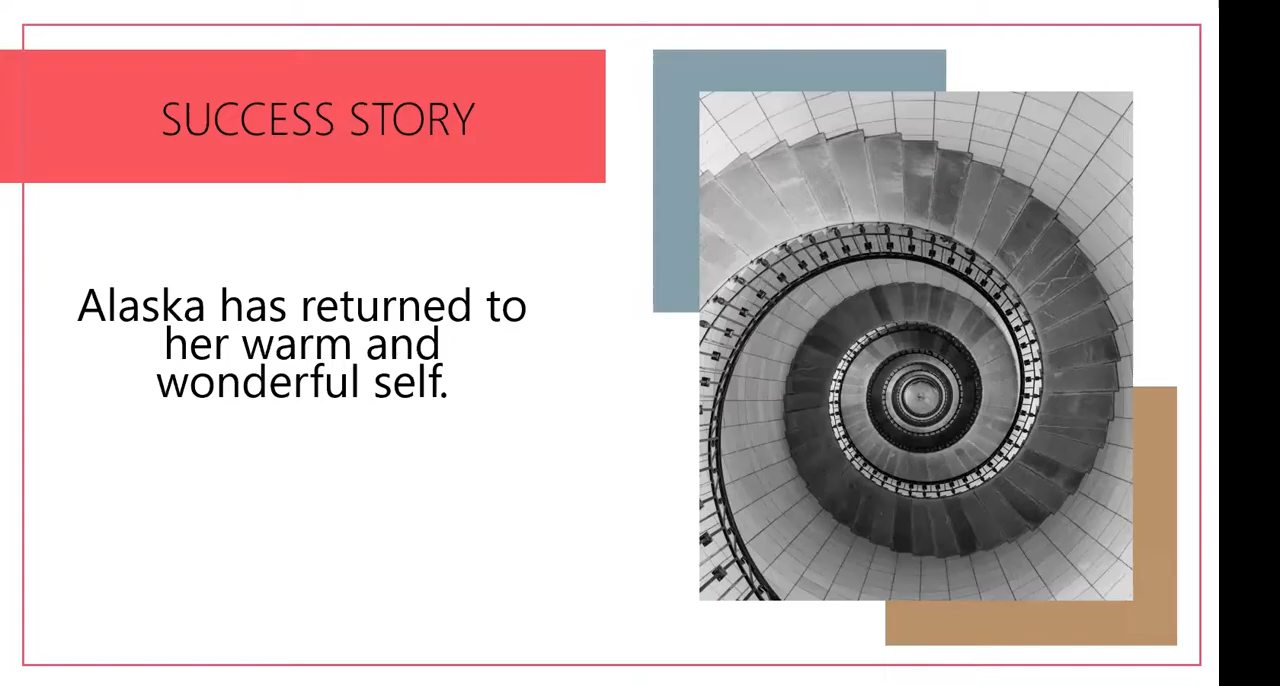 SUCCESS STORY
Alaska has returned to
her warm and
wonderful self.